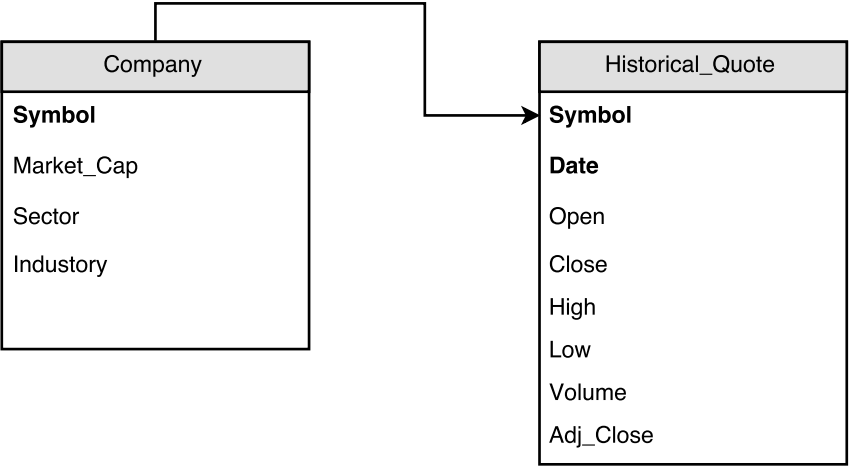 Company
Symbol
Market_Cap
Sector
Industory
Historical_Quote
Symbol
Date
Open
Close
High
Low
Volume
Adj_Close